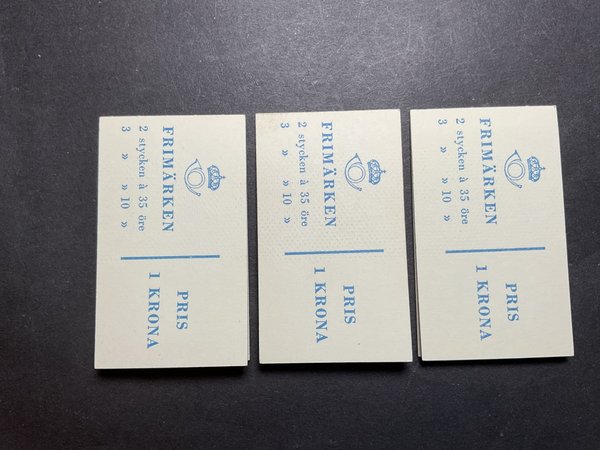 FRIMÄRKEN
2 stycken à 35 öre
3 » » 10 »
PRIS
1 KRONA
FRIMÄRKEN
2 stycken à 35 öre
3 » » 10 »
PRIS
1 KRONA
FRIMÄRKEN
2 stycken à 35 öre
3 » » 10 »
PRIS
1 KRONA